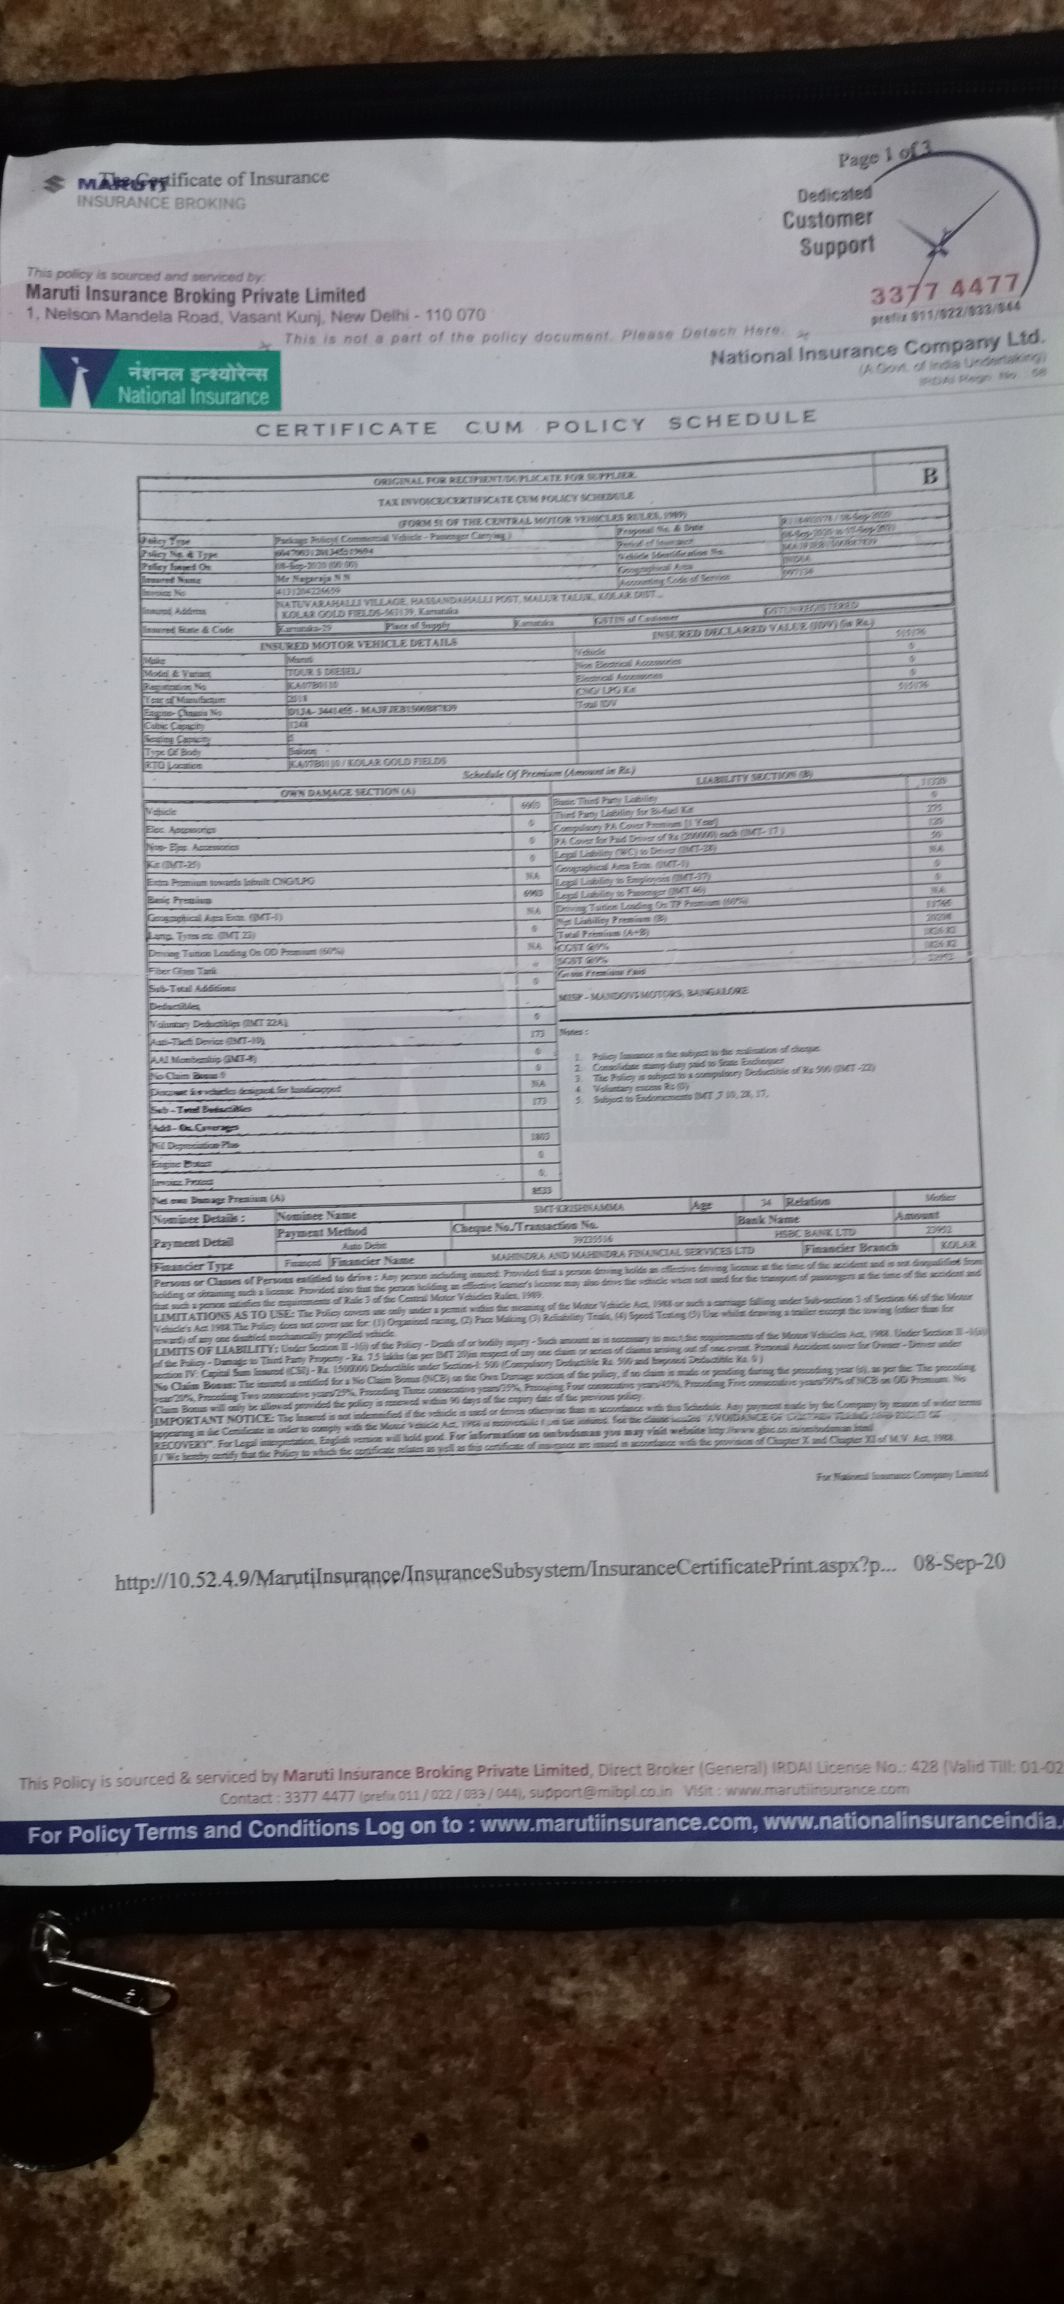 Page 1 of 3
The Certificate of Insurance
MARUTI
INSURANCE BROKING
Dedicated
Customer
Support
3377 4477
prefix 011/022/033/044
This policy is sourced and serviced by:
Maruti Insurance Broking Private Limited
1, Nelson Mandela Road, Vasant Kunj, New Delhi - 110 070
This is not a part of the policy document. Please Detach Here.
नेशनल इन्श्योरेन्स
National Insurance
National Insurance Company Ltd.
(A Govt. of India Undertaking)
IRDAI Regn. No. 58
CERTIFICATE CUM POLICY SCHEDULE
ORIGINAL FOR RECIPIENT/DUPLICATE FOR SUPPLIER
B
TAX INVOICE/CERTIFICATE CUM POLICY SCHEDULE
(FORM 51 OF THE CENTRAL MOTOR VEHICLES RULES, 1989)
Policy Type Package Policy( Commercial Vehicle - Passenger Carrying ) Proposal No. & Date
Policy No. & Type Period of Insurance
Policy Issued On 08-Sep-2020 Vehicle Identification No.
Insured Name Mr Nagaraja N N Geographical Area INDIA
Invoice No Accounting Code of Service 997134
Insured Address NATUVARAHALLI VILLAGE, HASSANDAHALLI POST, MALUR TALUK, KOLAR DIST...
KOLAR GOLD FIELDS- Karnataka
Insured State & Code Karnataka-29 Place of Supply Karnataka GSTIN of Customer
INSURED MOTOR VEHICLE DETAILS INSURED DECLARED VALUE (IDV) (in Rs.)
Make Maruti Vehicle
Model & Variant TOUR S DIESEL/ Non Electrical Accessories 0
Registration No Electrical Accessories 0
Year of Manufacture 2018 CNG/ LPG Kit 0
Engine- Chassis No Total IDV
Cubic Capacity 1248
Seating Capacity 5
Type Of Body Saloon
RTO Location / KOLAR GOLD FIELDS
Schedule Of Premium (Amount in Rs.)
OWN DAMAGE SECTION (A) LIABILITY SECTION (B)
Vehicle Basic Third Party Liability
Elec. Accessories 0 Third Party Liability for Bi-fuel Kit 0
Non- Elec. Accessories 0 Compulsory PA Cover Premium (1 Year) 275
Kit (IMT-25) 0 PA Cover for Paid Driver of Rs (200000) each (IMT- 17 ) 120
Extra Premium towards Inbuilt CNG/LPG NA Legal Liability (WC) to Driver (IMT-28) 50
Basic Premium Geographical Area Extn. (IMT-1) NA
Geographical Area Extn. (IMT-1) NA Legal Liability to Employees (IMT-37) 0
Lamp, Tyres etc (IMT 23) 0 Legal Liability to Passenger (IMT 46) 0
Driving Tuition Loading On OD Premium (60%) NA Driving Tuition Loading On TP Premium (60%) NA
Fiber Glass Tank Net Liability Premium (B)
Sub-Total Additions 0 Total Premium (A+B)
Deductibles CGST @9%
Voluntary Deductibles (IMT 22A) 0 SGST @9%
Anti-Theft Device (IMT-10) 173 Gross Premium Paid
AAI Membership (IMT-8) 0
MISP - MANDOVI MOTORS, BANGALORE
No Claim Bonus 0
Discount for vehicles designed for handicapped NA
Sub - Total Deductibles 173
Add - On Coverages
Nil Depreciation Plus 1803
Engine Protect 0
Invoice Protect 0
Net own Damage Premium (A) 8533
Notes :
1. Policy Issuance is the subject to the realisation of cheque
2. Consolidate stamp duty paid to State Exchequer
3. The Policy is subject to a compulsory Deductible of Rs 500 (IMT -22)
4. Voluntary excess Rs (0)
5. Subject to Endorsements IMT 7, 10, 28, 17,
Nominee Details : Nominee Name SMT KRISHNAMMA Age 54 Relation Mother
Payment Detail Payment Method Cheque No./Transaction No. Bank Name Amount
Auto Debit HSBC BANK LTD 23952
Financier Type Financed Financier Name MAHINDRA AND MAHINDRA FINANCIAL SERVICES LTD Financier Branch KOLAR
Persons or Classes of Persons entitled to drive : Any person including insured: Provided that a person driving holds an effective driving license at the time of the accident and is not disqualified from
holding or obtaining such a license. Provided also that the person holding an effective learner's license may also drive the vehicle when not used for the transport of passengers at the time of the accident and
that such a person satisfies the requirements of Rule 3 of the Central Motor Vehicles Rules, 1989.
LIMITATIONS AS TO USE: The Policy covers use only under a permit within the meaning of the Motor Vehicle Act, 1988 or such a carriage falling under Sub-section 3 of Section 66 of the Motor
Vehicle's Act 1988. The Policy does not cover use for: (1) Organised racing, (2) Pace Making (3) Reliability Trials, (4) Speed Testing (5) Use whilst drawing a trailer except the towing (other than for
reward) of any one disabled mechanically propelled vehicle.
LIMITS OF LIABILITY: Under Section II -1(i) of the Policy - Death of or bodily injury - Such amount as is necessary to meet the requirements of the Motor Vehicles Act, 1988. Under Section II -1(ii)
of the Policy - Damage to Third Party Property - Rs. 7.5 lakhs (as per IMT 20)in respect of any one claim or series of claims arising out of one event. Personal Accident cover for Owner - Driver under
section IV: Capital Sum Insured (CSI) - Rs. 1500000 Deductible under Section-I: 500 (Compulsory Deductible Rs. 500 and Imposed Deductible Rs. 0 )
No Claim Bonus: The insured is entitled for a No Claim Bonus (NCB) on the Own Damage section of the policy, if no claim is made or pending during the preceding year (s), as per the: The preceding
year/20%, Preceding Two consecutive years/25%, Preceding Three consecutive years/35%, Preceding Four consecutive years/45%, Preceding Five consecutive years/50% of NCB on OD Premium. No
Claim Bonus will only be allowed provided the policy is renewed within 90 days of the expiry date of the previous policy.
IMPORTANT NOTICE: The Insured is not indemnified if the vehicle is used or driven otherwise than in accordance with this Schedule. Any payment made by the Company by reason of wider terms
appearing in the Certificate in order to comply with the Motor Vehicle Act, 1988 is recoverable from the insured. See the clause headed "AVOIDANCE OF CERTAIN TERMS AND RIGHT OF
RECOVERY". For Legal interpretation, English version will hold good. For information on ombudsman you may visit website
I / We hereby certify that the Policy to which the certificate relates as well as this certificate of insurance are issued in accordance with the provision of Chapter X and Chapter XI of M.V. Act, 1988.
For National Insurance Company Limited
http://10.52.4.9/MarutiInsurance/InsuranceSubsystem/InsuranceCertificatePrint.aspx?p... 08-Sep-20
This Policy is sourced & serviced by Maruti Insurance Broking Private Limited, Direct Broker (General) IRDAI License No.: 428 (Valid Till: 01-02
Contact : 3377 4477 (prefix 011 / 022 / 033 / 044), support@mibpl.co.in Visit : www.marutiinsurance.com
For Policy Terms and Conditions Log on to : www.marutiinsurance.com, www.nationalinsuranceindia.